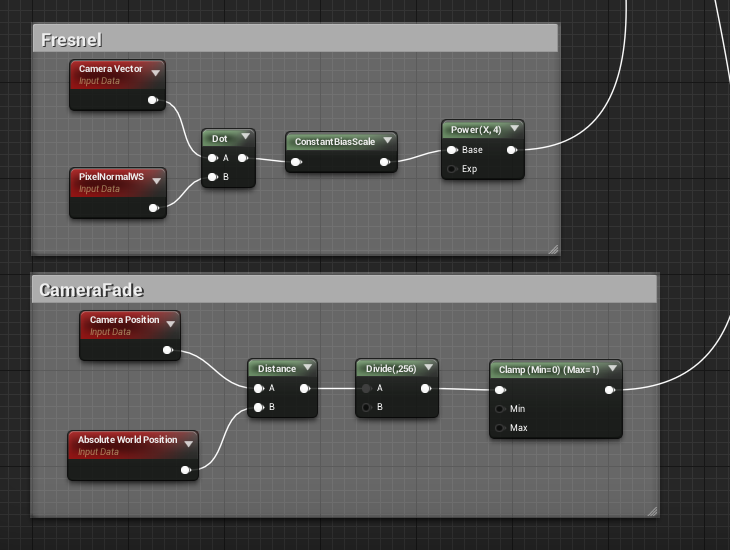 Fresnel
Camera Vector
Input Data
Dot
A
B
PixelNormalWS
Input Data
ConstantBiasScale
Power(X, 4)
Base
Exp
CameraFade
Camera Position
Input Data
Distance
A
B
Divide(,256)
A
B
Clamp (Min=0) (Max=1)
Min
Max
Absolute World Position
Input Data